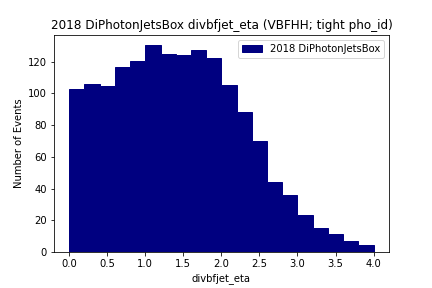 2018 DiPhotonJetsBox divbfjet_eta (VBFHH; tight pho_id)
2018 DiPhotonJetsBox
Number of Events
120
100
80
60
40
20
0
0.0 0.5 1.0 1.5 2.0 2.5 3.0 3.5 4.0
divbfjet_eta